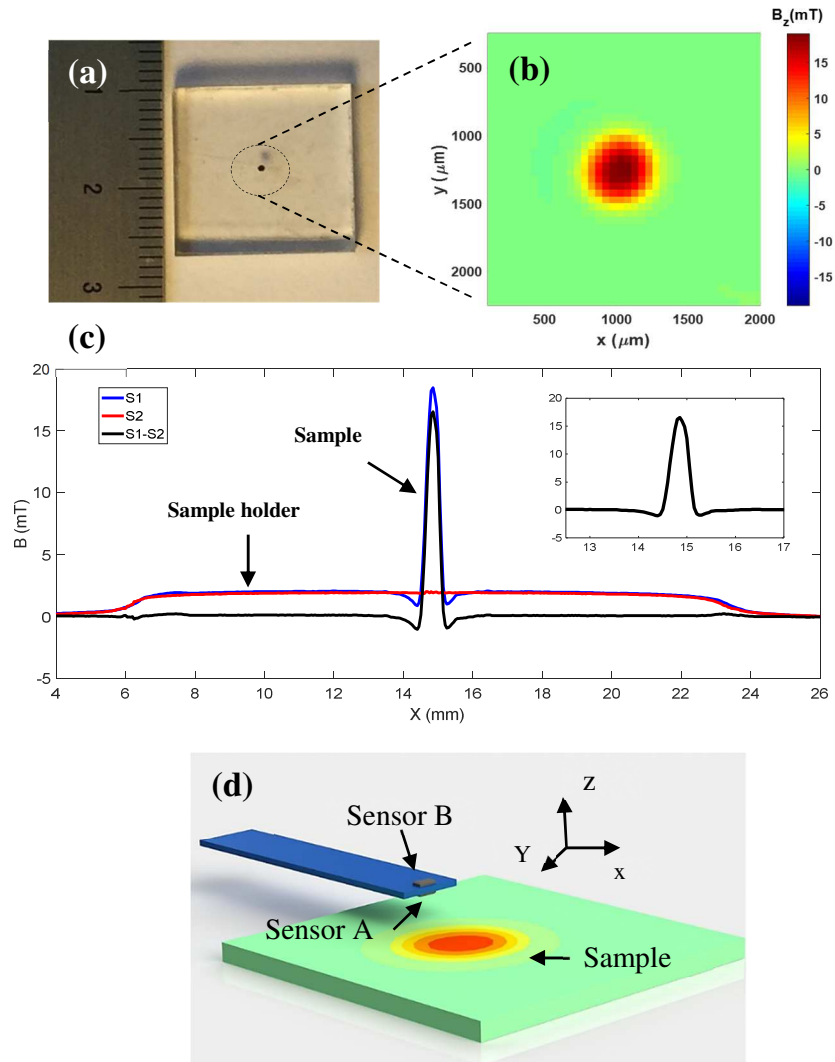 (a)
1
2
3
(b)
B_z(mT)
15
10
5
0
-5
-10
-15
500
1000
1500
2000
y (μm)
500 1000 1500 2000
x (μm)
(c)
20
15
10
5
0
-5
B (mT)
S1
S2
S1-S2
Sample
Sample holder
20
15
10
5
0
-5
13 14 15 16 17
4 6 8 10 12 14 16 18 20 22 24 26
X (mm)
(d)
Sensor B
Sensor A
Z
Y
x
Sample